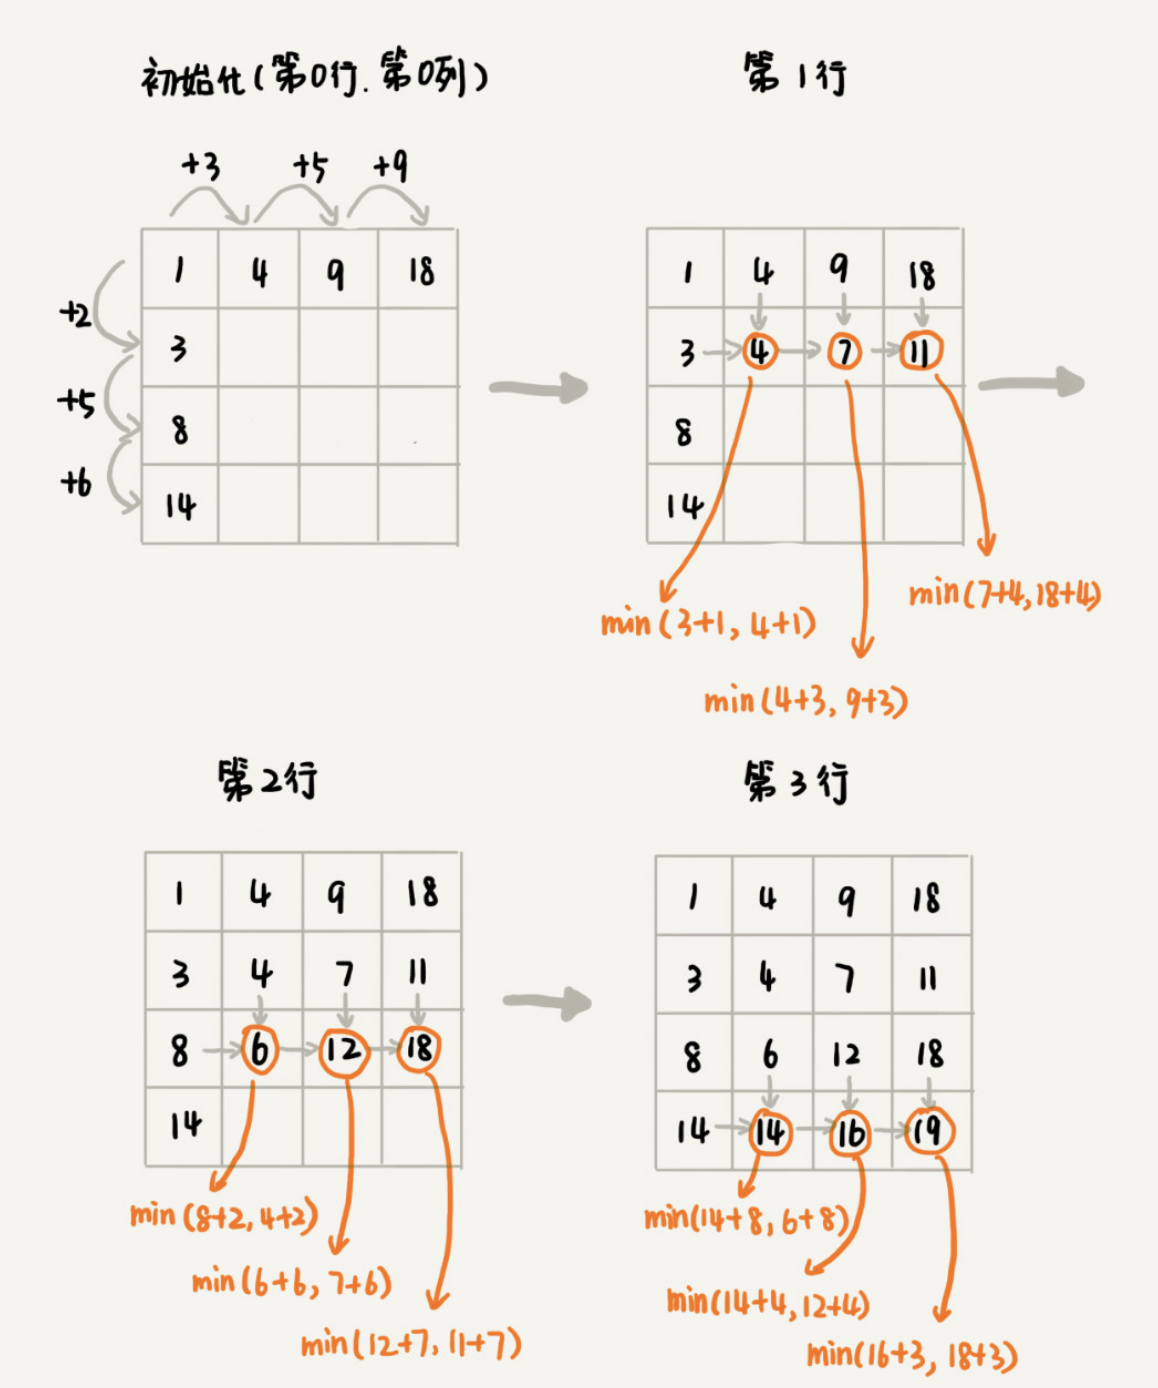 初始化(第0行.第0列)
+3 +5 +9
1 4 9 18
+2
3
+5
8
+6
14
第1行
1 4 9 18
3 4 7 11
8
14
min(7+4,18+4)
min(3+1,4+1)
min(4+3,9+3)
第2行
1 4 9 18
3 4 7 11
8 6 12 18
14
min(8+2,4+2)
min(6+6,7+6)
min(12+7,11+7)
第3行
1 4 9 18
3 4 7 11
8 6 12 18
14 14 16 19
min(14+8,6+8)
min(14+4,12+4)
min(16+3,18+3)